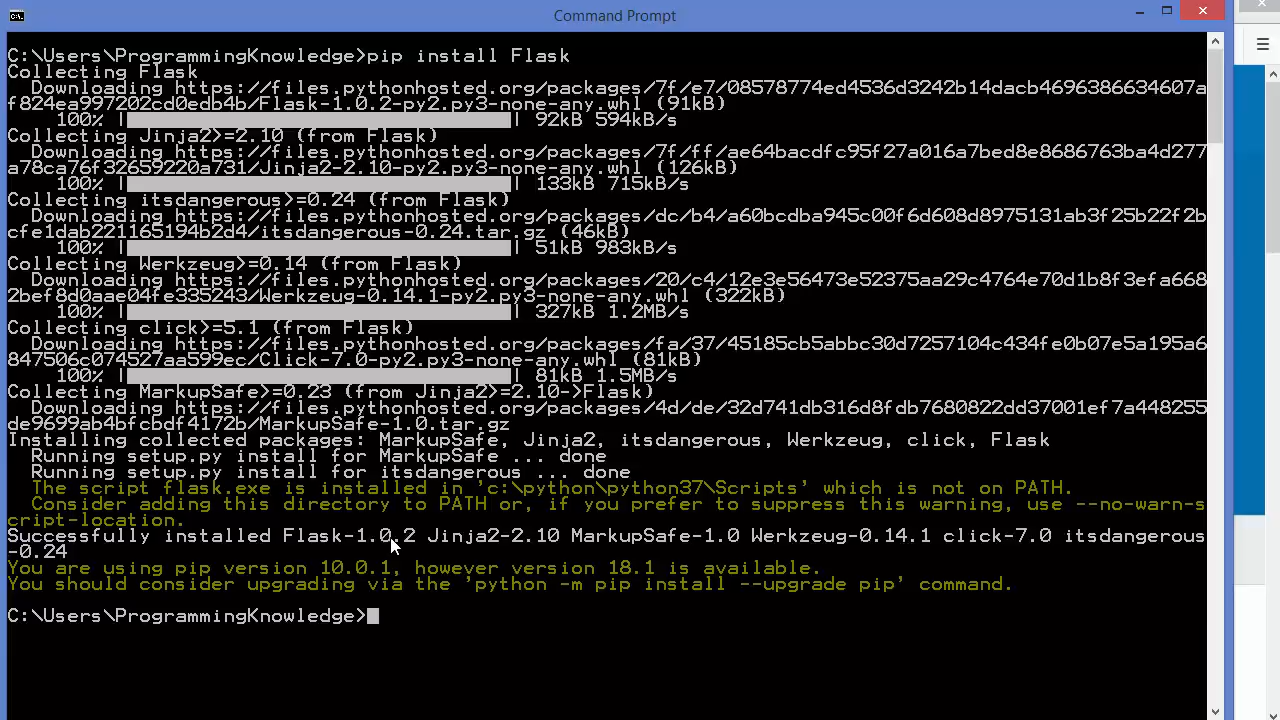 Command Prompt
C:\Users\ProgrammingKnowledge>pip install Flask
Collecting Flask
  Downloading https://files.pythonhosted.org/packages/7f/e7/08578774ed4536d3242b14dacb4696386634607a
f824ea997202cd0edb4b/Flask-1.0.2-py2.py3-none-any.whl (91kB)
    100% |████████████████████████████████| 92kB 594kB/s
Collecting Jinja2>=2.10 (from Flask)
  Downloading https://files.pythonhosted.org/packages/7f/ff/ae64bacdfc95f27a016a7bed8e8686763ba4d277
a78ca76f32659220a731/Jinja2-2.10-py2.py3-none-any.whl (126kB)
    100% |████████████████████████████████| 133kB 715kB/s
Collecting itsdangerous>=0.24 (from Flask)
  Downloading https://files.pythonhosted.org/packages/dc/b4/a60bcdba945c00f6d608d8975131ab3f25b22f2b
cfe1dab221165194b2d4/itsdangerous-0.24.tar.gz (46kB)
    100% |████████████████████████████████| 51kB 983kB/s
Collecting Werkzeug>=0.14 (from Flask)
  Downloading https://files.pythonhosted.org/packages/20/c4/12e3e56473e52375aa29c4764e70d1b8f3efa668
2bef8d0aae04fe335243/Werkzeug-0.14.1-py2.py3-none-any.whl (322kB)
    100% |████████████████████████████████| 327kB 1.2MB/s
Collecting click>=5.1 (from Flask)
  Downloading https://files.pythonhosted.org/packages/fa/37/45185cb5abbc30d7257104c434fe0b07e5a195a6
847506c074527aa599ec/Click-7.0-py2.py3-none-any.whl (81kB)
    100% |████████████████████████████████| 81kB 1.5MB/s
Collecting MarkupSafe>=0.23 (from Jinja2>=2.10->Flask)
  Downloading https://files.pythonhosted.org/packages/4d/de/32d741db316d8fdb7680822dd37001ef7a448255
de9699ab4bfcbdf4172b/MarkupSafe-1.0.tar.gz
Installing collected packages: MarkupSafe, Jinja2, itsdangerous, Werkzeug, click, Flask
  Running setup.py install for MarkupSafe ... done
  Running setup.py install for itsdangerous ... done
  The script flask.exe is installed in 'c:\python\python37\Scripts' which is not on PATH.
  Consider adding this directory to PATH or, if you prefer to suppress this warning, use --no-warn-s
cript-location.
Successfully installed Flask-1.0.2 Jinja2-2.10 MarkupSafe-1.0 Werkzeug-0.14.1 click-7.0 itsdangerous
-0.24
You are using pip version 10.0.1, however version 18.1 is available.
You should consider upgrading via the 'python -m pip install --upgrade pip' command.
C:\Users\ProgrammingKnowledge>